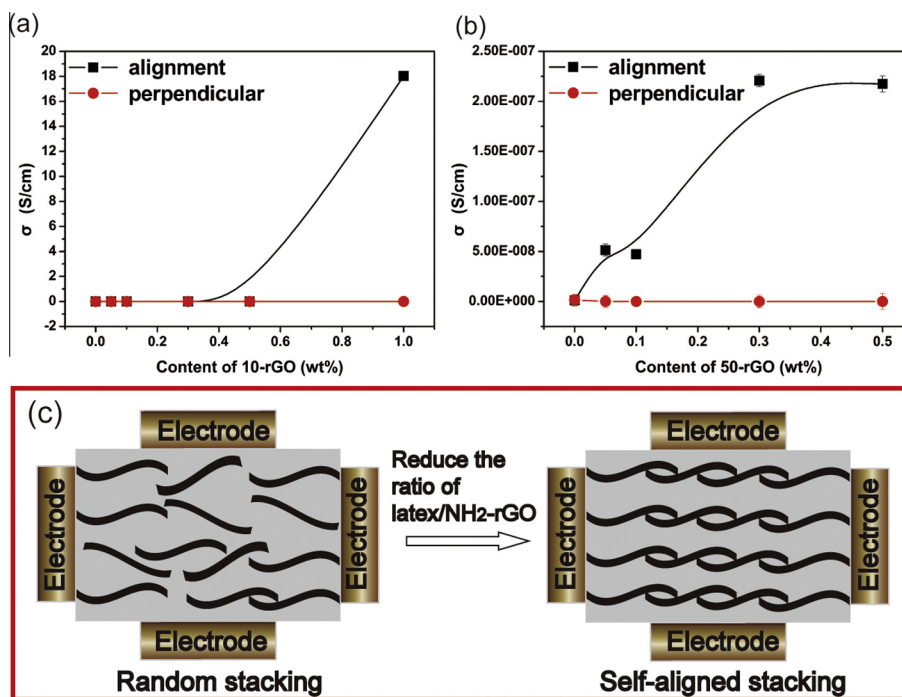 (a)
alignment
perpendicular
20
18
16
14
12
10
8
6
4
2
0
-2
σ (S/cm)
0.0 0.2 0.4 0.6 0.8 1.0
Content of 10-rGO (wt%)
(b)
alignment
perpendicular
2.50E-007
2.00E-007
1.50E-007
1.00E-007
5.00E-008
0.00E+000
σ (S/cm)
0.0 0.1 0.2 0.3 0.4 0.5
Content of 50-rGO (wt%)
(c)
Electrode
Electrode
Electrode
Electrode
Random stacking
Reduce the
ratio of
latex/NH2-rGO
Electrode
Electrode
Electrode
Electrode
Self-aligned stacking